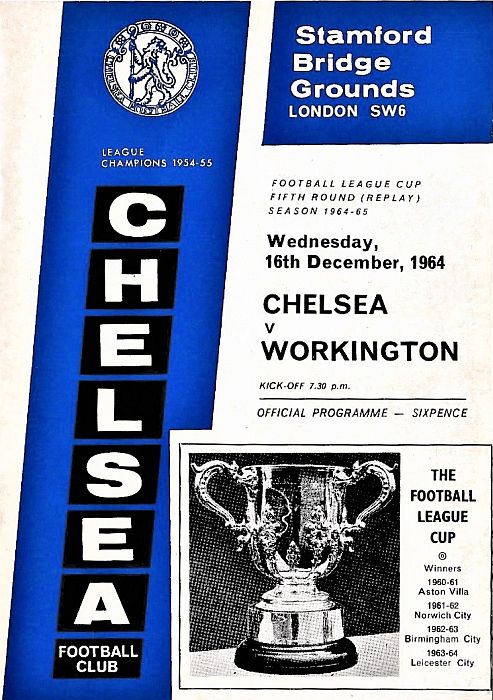 LEAGUE
CHAMPIONS 1954-55
CHELSEA
FOOTBALL
CLUB
Stamford
Bridge
Grounds
LONDON SW6
FOOTBALL LEAGUE CUP
FIFTH ROUND (REPLAY)
SEASON 1964-65
Wednesday,
16th December, 1964
CHELSEA
v
WORKINGTON
KICK-OFF 7.30 p.m.
OFFICIAL PROGRAMME — SIXPENCE
THE
FOOTBALL
LEAGUE
CUP
Winners
1960-61
Aston Villa
1961-62
Norwich City
1962-63
Birmingham City
1963-64
Leicester City